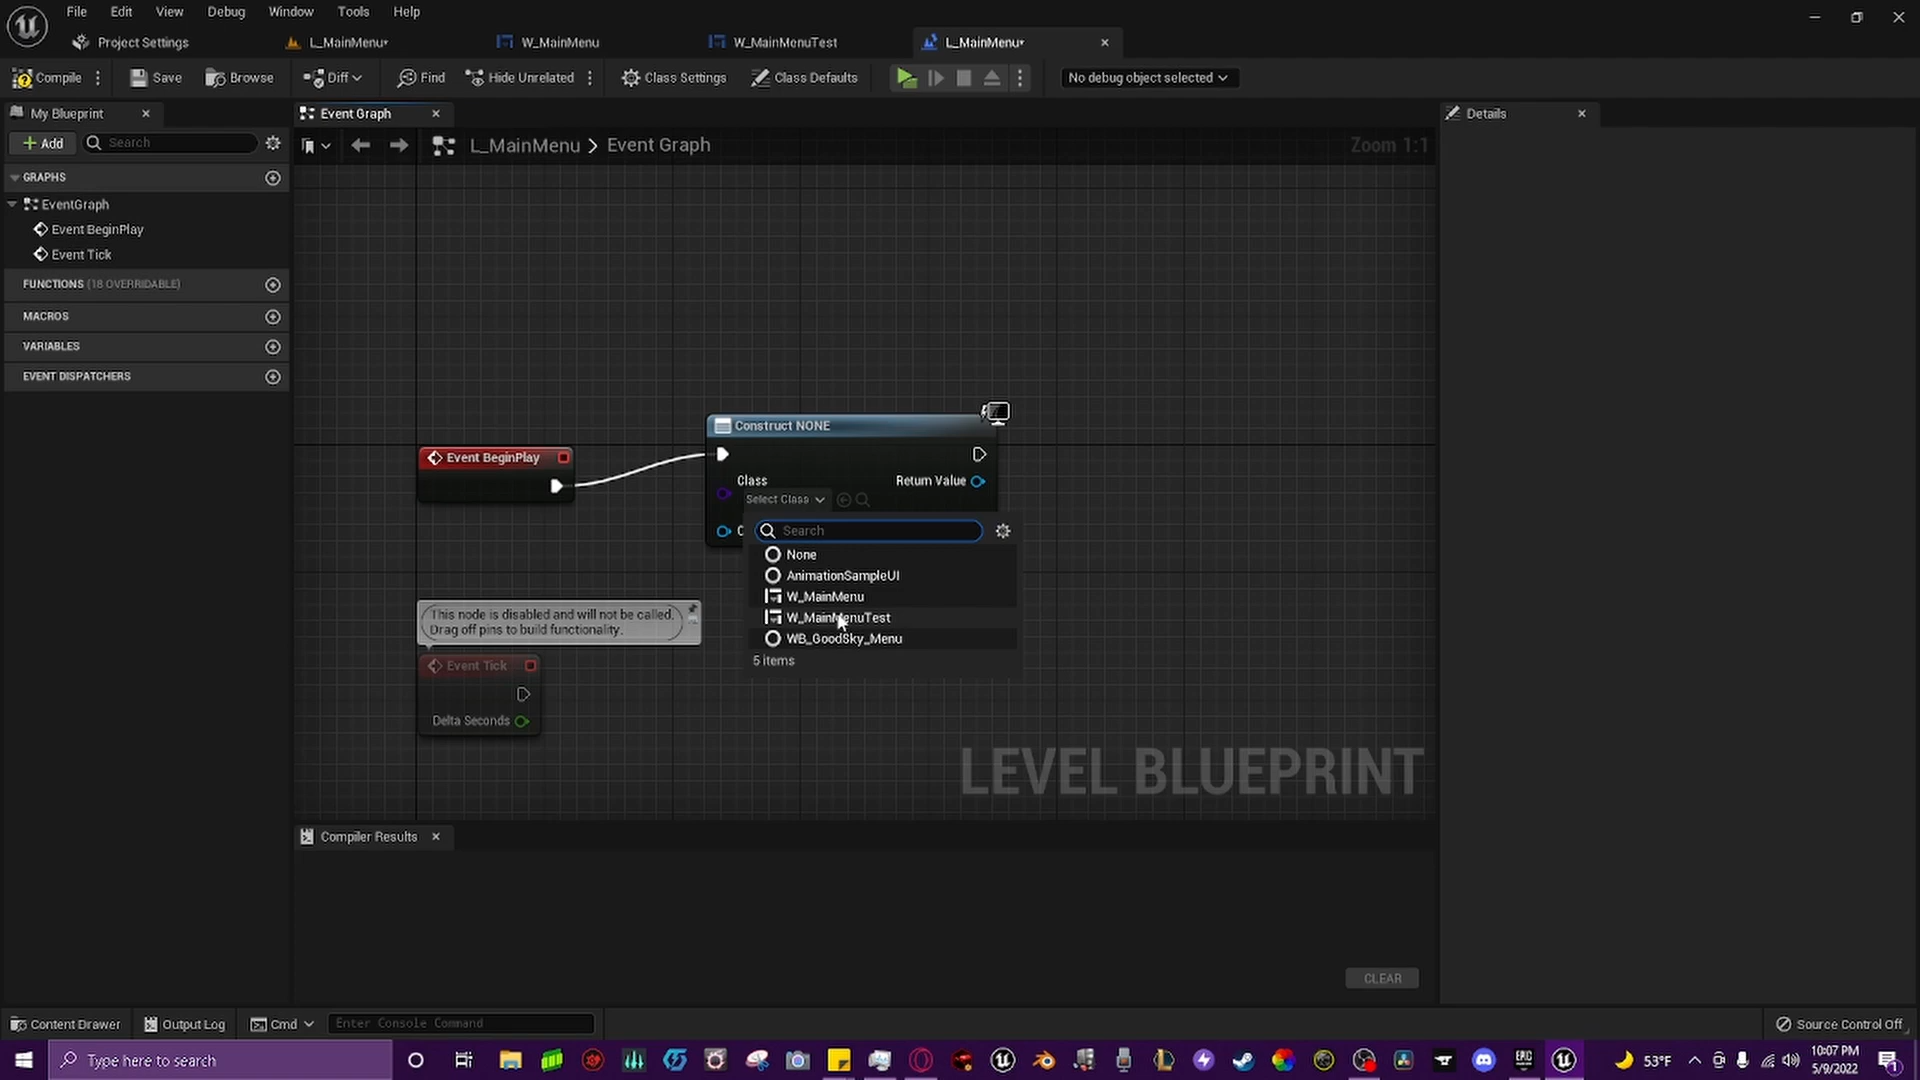 File Edit View Debug Window Tools Help
Project Settings L_MainMenu* W_MainMenu W_MainMenuTest L_MainMenu*
Compile Save Browse Diff Find Hide Unrelated Class Settings Class Defaults No debug object selected
My Blueprint Event Graph Details
Add Search L_MainMenu > Event Graph Zoom 1:1
GRAPHS
EventGraph
Event BeginPlay
Event Tick
FUNCTIONS (18 OVERRIDABLE)
MACROS
VARIABLES
EVENT DISPATCHERS
Construct NONE
Event BeginPlay
Class Return Value
Select Class
Search
None
AnimationSampleUI
W_MainMenu
W_MainMenuTest
WB_GoodSky_Menu
5 items
This node is disabled and will not be called.
Drag off pins to build functionality.
Event Tick
Delta Seconds
LEVEL BLUEPRINT
Compiler Results
CLEAR
Content Drawer Output Log Cmd Enter Console Command Source Control Off
Type here to search 53°F 10:07 PM
5/9/2022